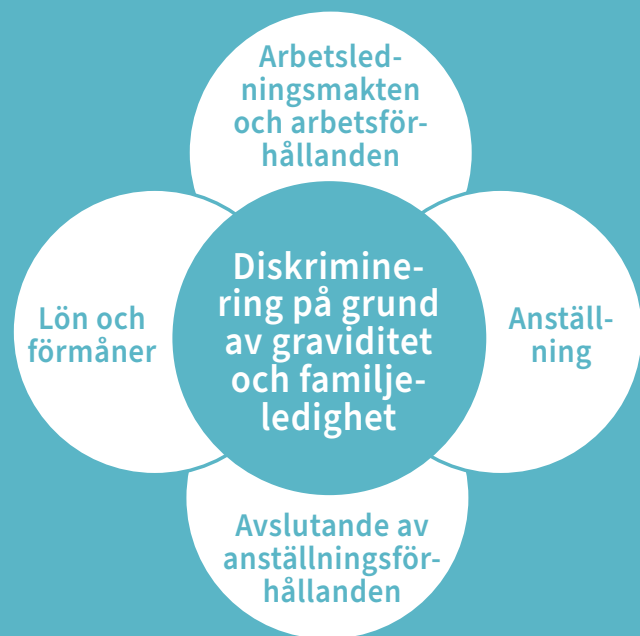 Arbetsled-
ningsmakten
och arbetsför-
hållanden
Diskrimine-
ring på grund
av graviditet
och familje-
ledighet
Lön och
förmåner
Anställ-
ning
Avslutande av
anställningsför-
hållanden